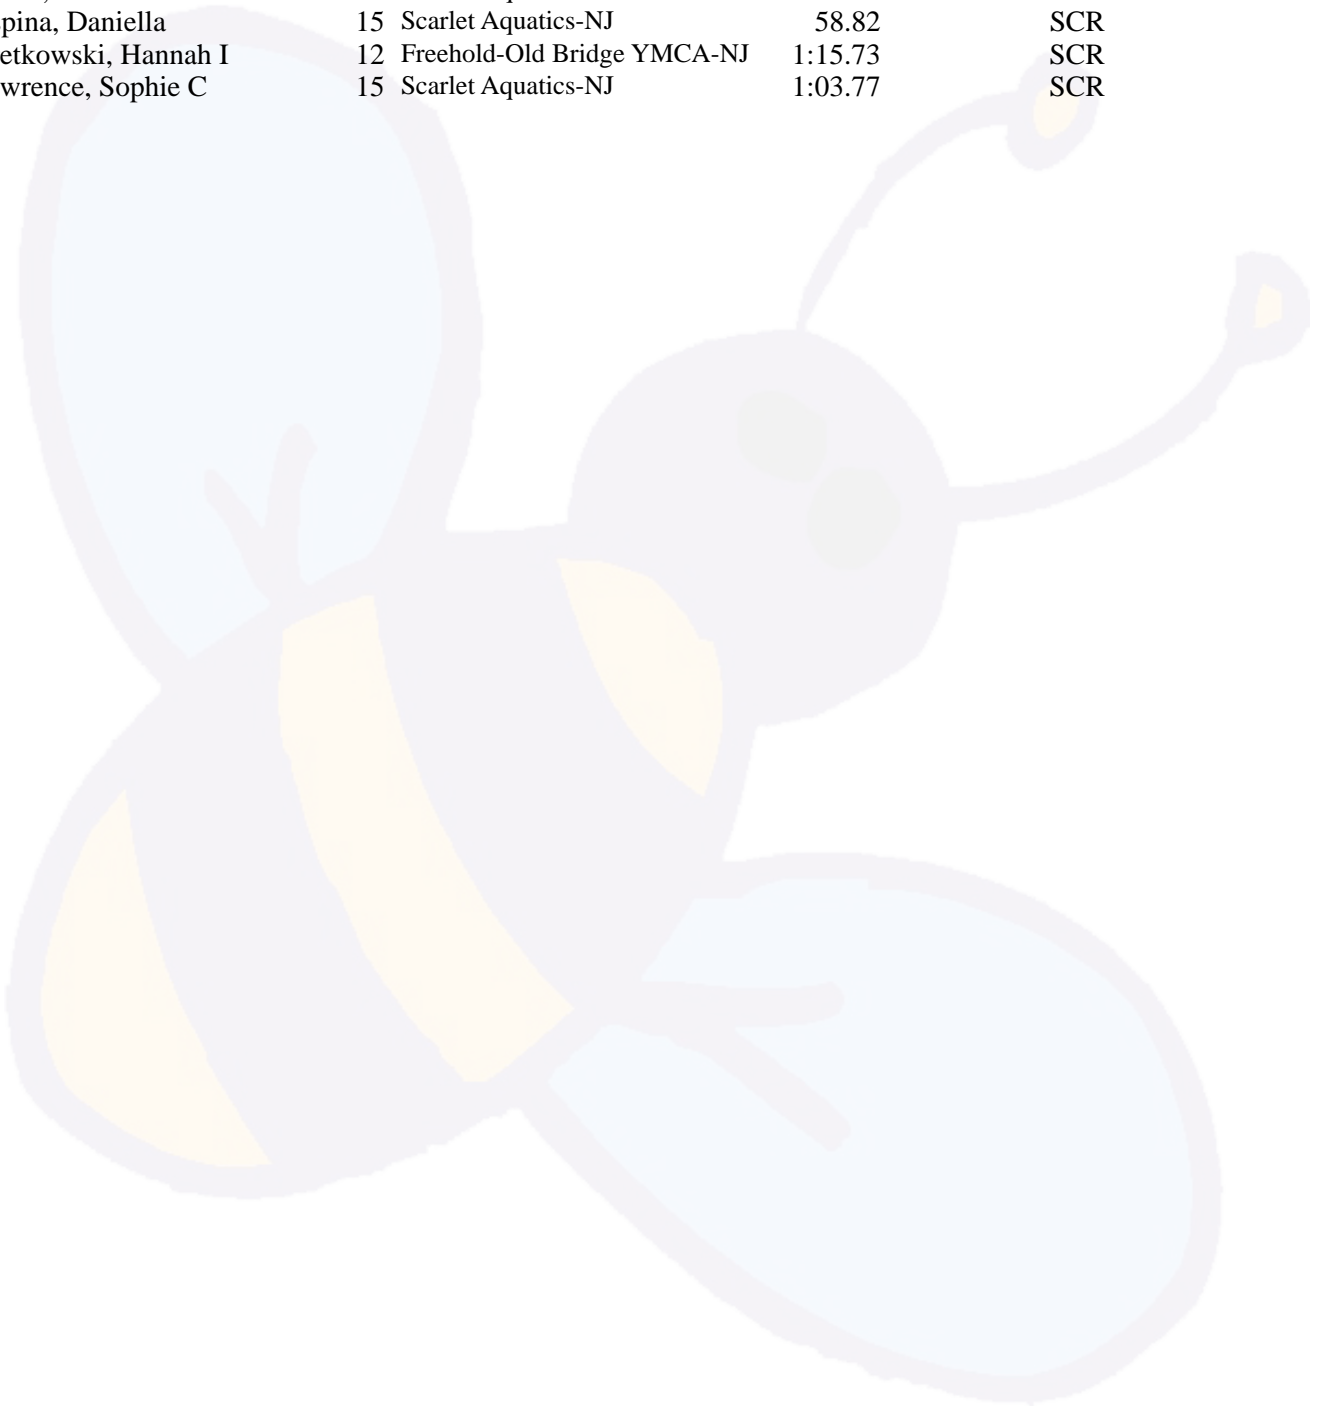 pina, Daniella 15 Scarlet Aquatics-NJ 58.82 SCR
etkowski, Hannah I 12 Freehold-Old Bridge YMCA-NJ 1:15.73 SCR
wrence, Sophie C 15 Scarlet Aquatics-NJ 1:03.77 SCR